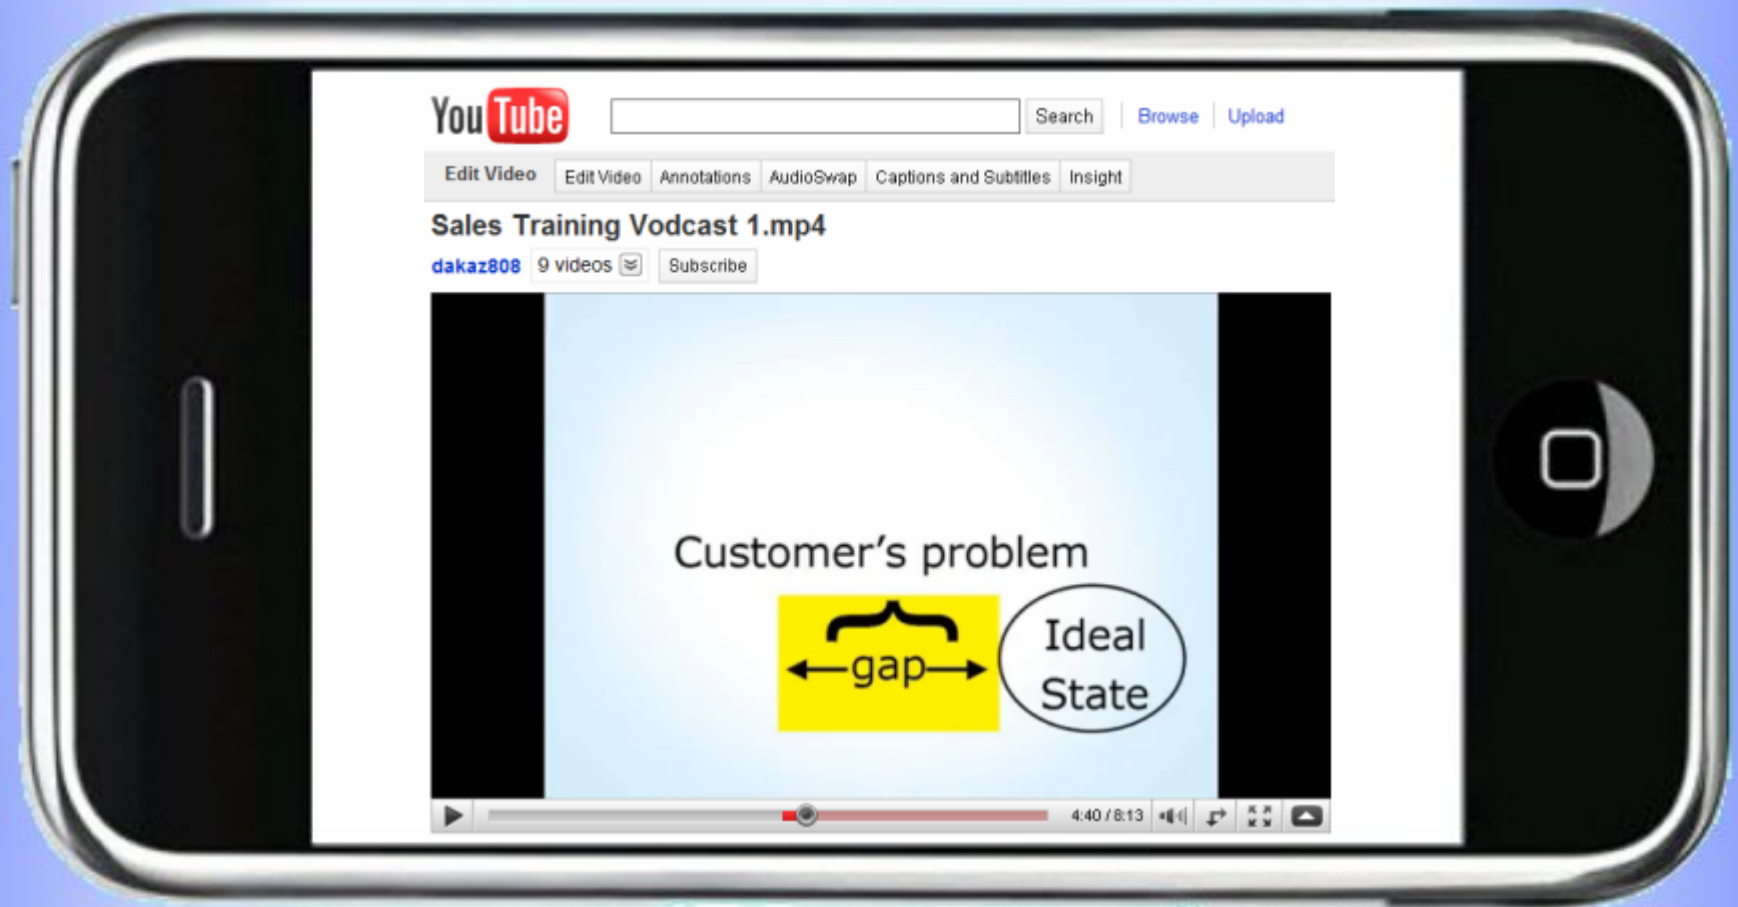 YouTube Search Browse Upload
Edit Video Edit Video Annotations AudioSwap Captions and Subtitles Insight
Sales Training Vodcast 1.mp4
dakaz808 9 videos Subscribe
Customer's problem
gap
Ideal
State
4:40 / 8:13